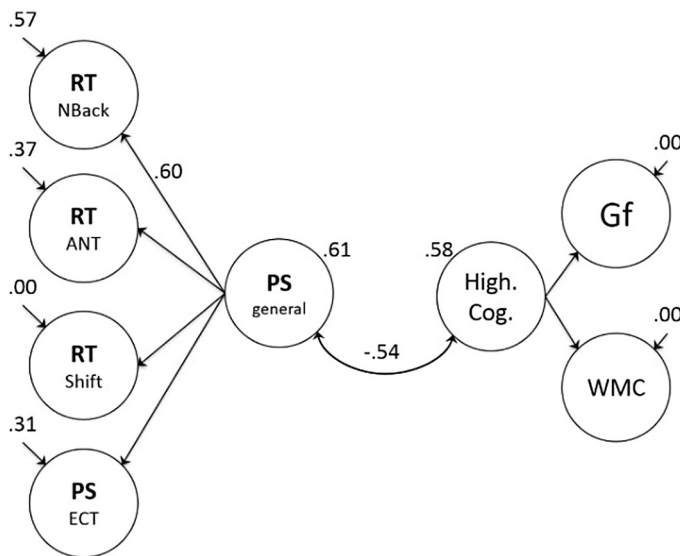 .57
RT
NBack
.37
RT
ANT
.00
RT
Shift
.31
PS
ECT
.60
.61
PS
general
-.54
.58
High.
Cog.
.00
Gf
.00
WMC